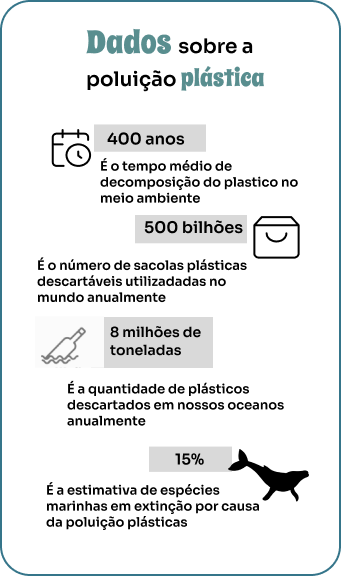 Dados sobre a
poluição plástica
400 anos
É o tempo médio de
decomposição do plastico no
meio ambiente
500 bilhões
É o número de sacolas plásticas
descartáveis utilizadadas no
mundo anualmente
8 milhões de
toneladas
É a quantidade de plásticos
descartados em nossos oceanos
anualmente
15%
É a estimativa de espécies
marinhas em extinção por causa
da poluição plásticas